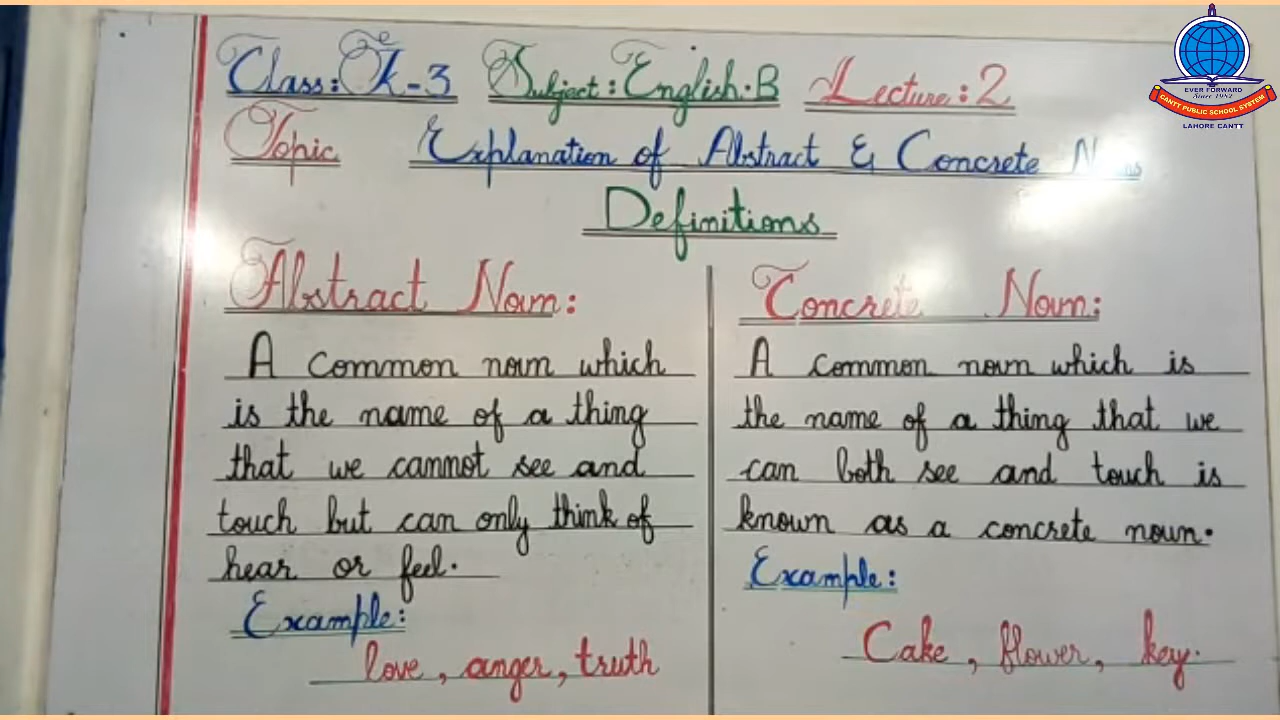 Class: K-3 Subject: English.B Lecture: 2
Topic Explanation of Abstract & Concrete Nouns
Definitions
Abstract Noun:
A common noun which
is the name of a thing
that we cannot see and
touch but can only think of
hear or feel.
Example:
love, anger, truth
Concrete Noun:
A common noun which is
the name of a thing that we
can both see and touch is
known as a concrete noun.
Example:
Cake, flower, key.
EVER FORWARD
Since 1982
CANTT PUBLIC SCHOOL SYSTEM
LAHORE CANTT